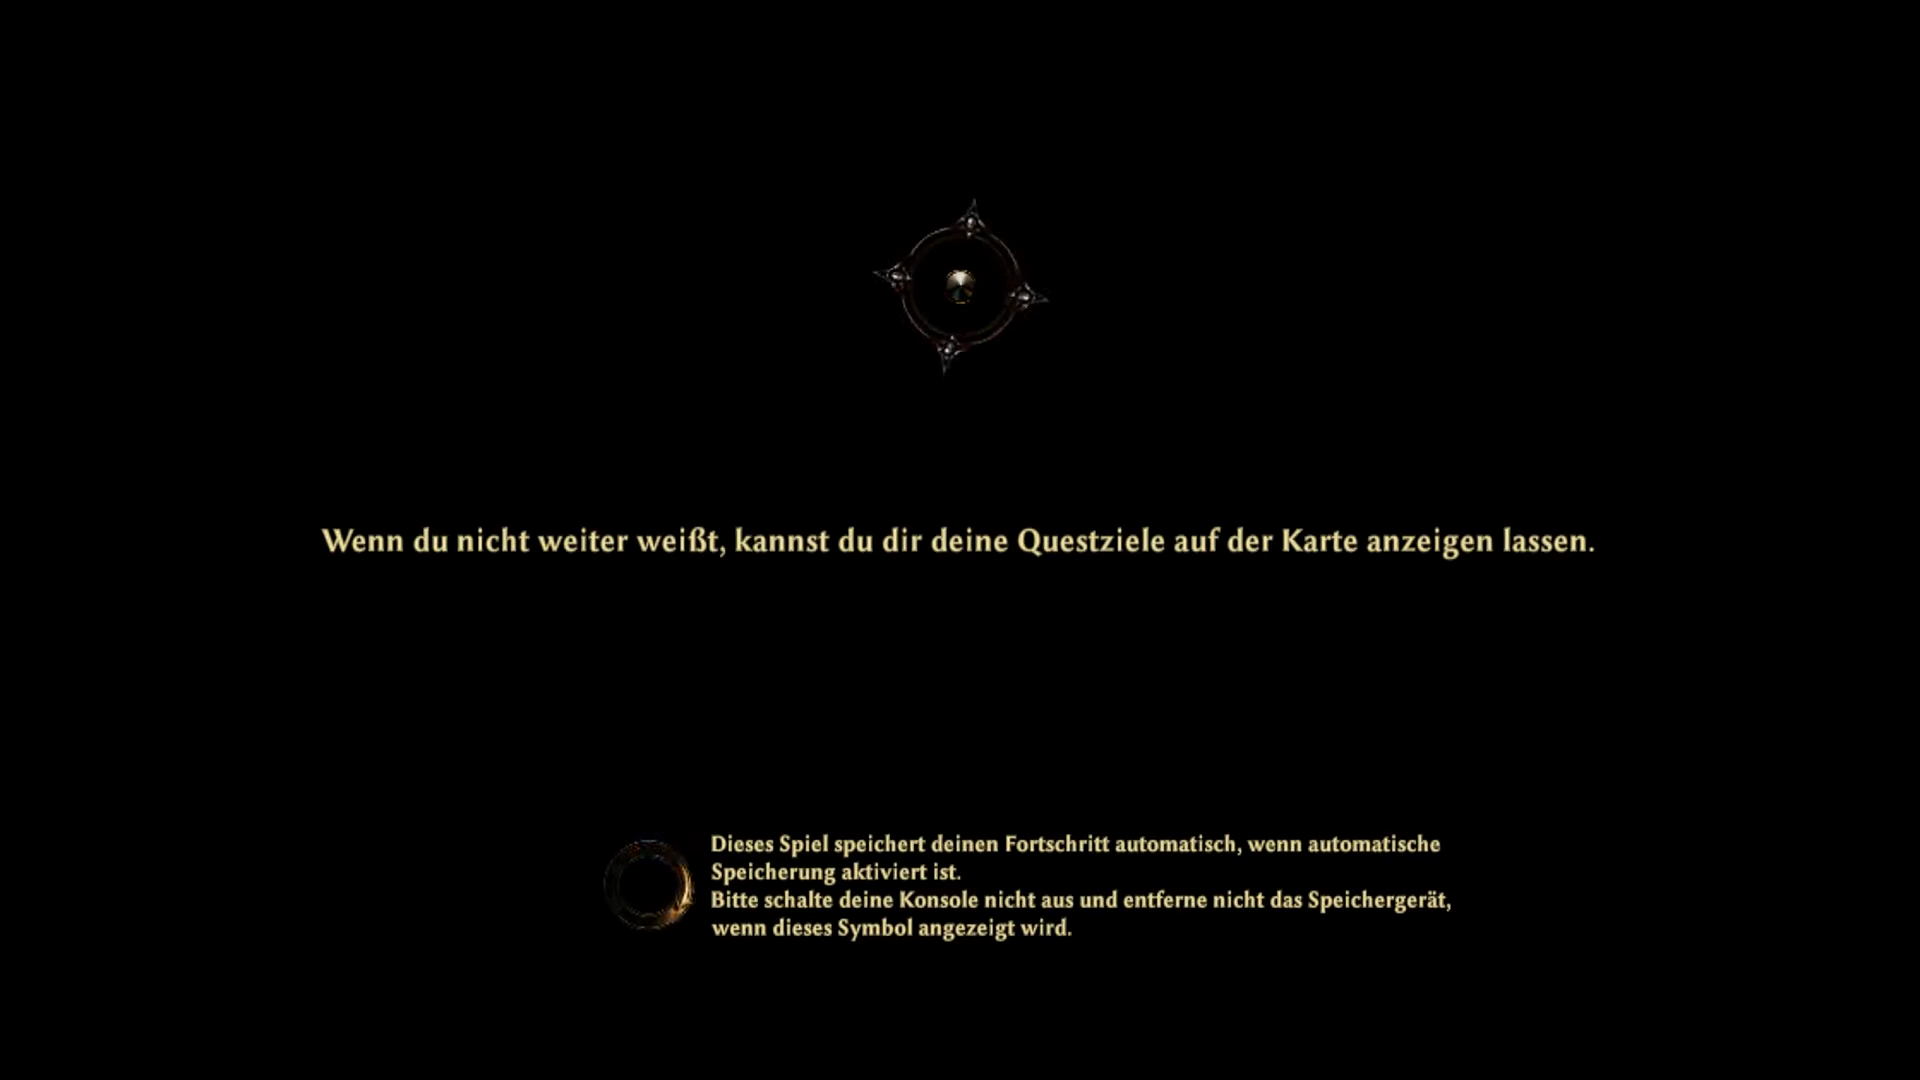 Wenn du nicht weiter weißt, kannst du dir deine Questziele auf der Karte anzeigen lassen.
Dieses Spiel speichert deinen Fortschritt automatisch, wenn automatische
Speicherung aktiviert ist.
Bitte schalte deine Konsole nicht aus und entferne nicht das Speichergerät,
wenn dieses Symbol angezeigt wird.